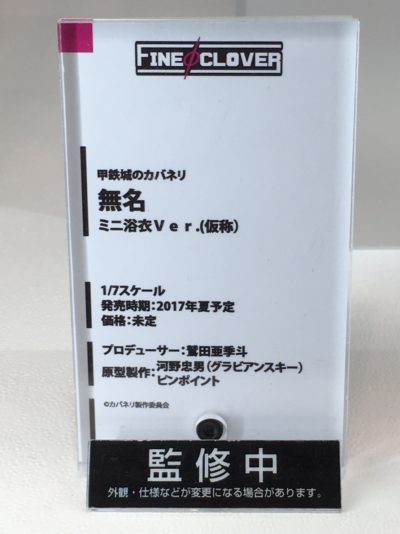 FINE CLOVER
甲鉄城のカバネリ
無名
ミニ浴衣Ver.(仮称)
1/7スケール
発売時期:2017年夏予定
価格:未定
プロデューサー:鷲田亜季斗
原型製作:河野忠男(グラビアンスキー)
ピンポイント
©カバネリ製作委員会
監修中
外観・仕様などが変更になる場合があります。